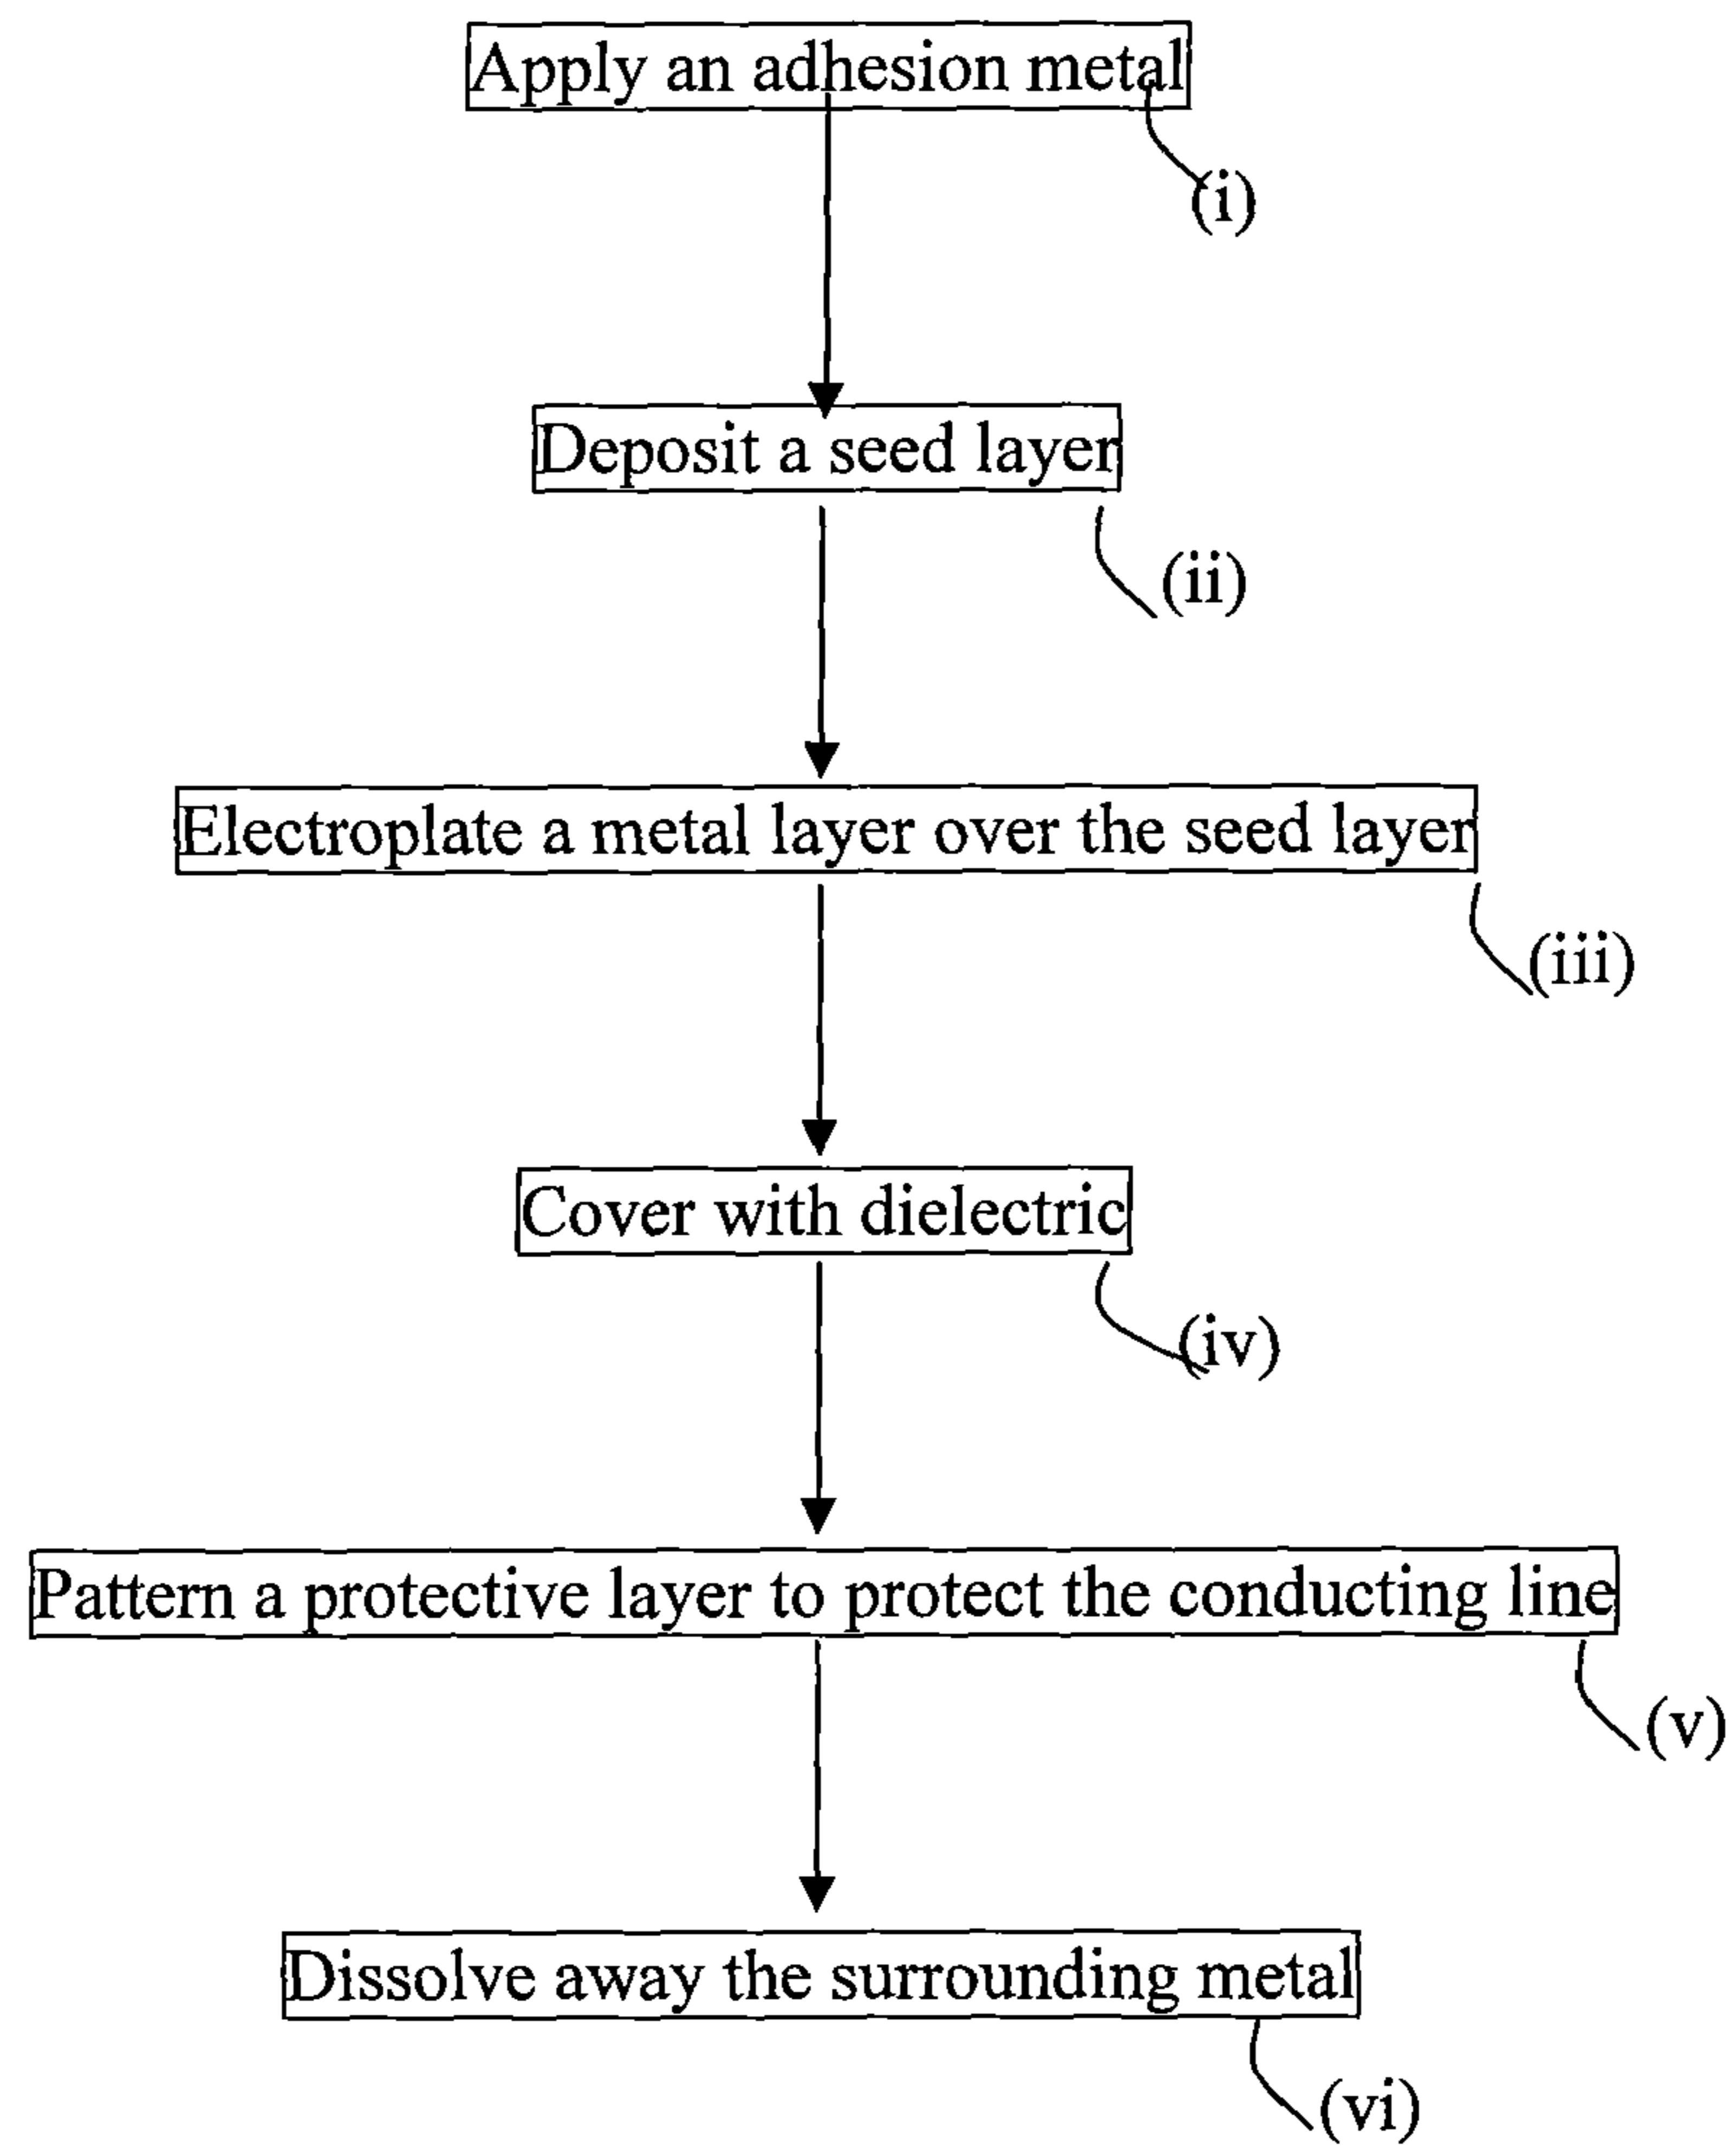 Apply an adhesion metal
(i)
Deposit a seed layer
(ii)
Electroplate a metal layer over the seed layer
(iii)
Cover with dielectric
(iv)
Pattern a protective layer to protect the conducting line
(v)
Dissolve away the surrounding metal
(vi)